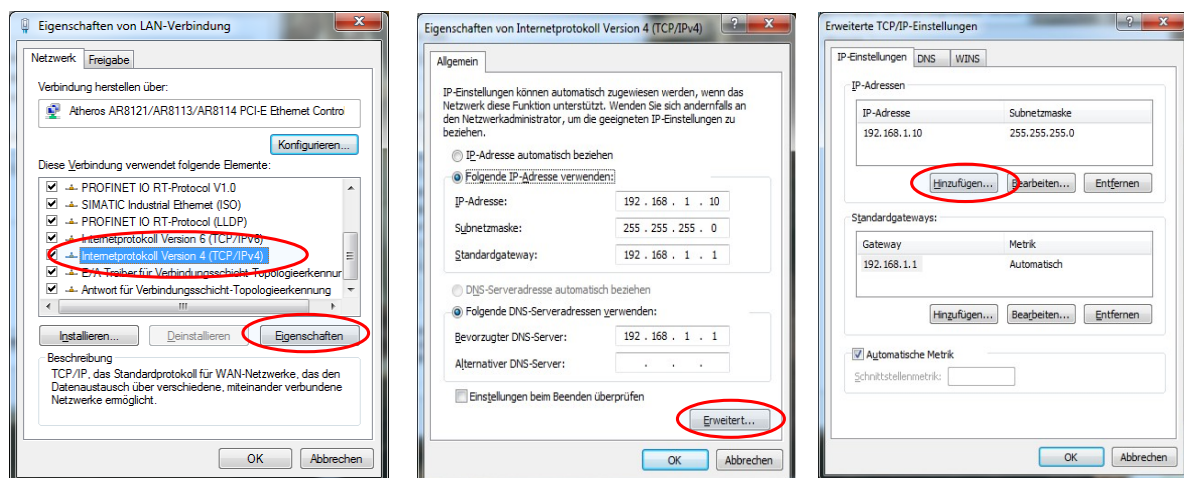 Eigenschaften von LAN-Verbindung
Netzwerk Freigabe
Verbindung herstellen über:
Atheros AR8121/AR8113/AR8114 PCI-E Ethernet Contro
Konfigurieren...
Diese Verbindung verwendet folgende Elemente:
PROFINET IO RT-Protocol V1.0
SIMATIC Industrial Ethernet (ISO)
PROFINET IO RT-Protocol (LLDP)
Internetprotokoll Version 6 (TCP/IPv6)
Internetprotokoll Version 4 (TCP/IPv4)
E/A-Treiber für Verbindungsschicht-Topologieerkennur
Antwort für Verbindungsschicht-Topologieerkennung
Installieren... Deinstallieren Eigenschaften
Beschreibung
TCP/IP, das Standardprotokoll für WAN-Netzwerke, das den
Datenaustausch über verschiedene, miteinander verbundene
Netzwerke ermöglicht.
OK Abbrechen
Eigenschaften von Internetprotokoll Version 4 (TCP/IPv4)
Allgemein
IP-Einstellungen können automatisch zugewiesen werden, wenn das
Netzwerk diese Funktion unterstützt. Wenden Sie sich andernfalls an
den Netzwerkadministrator, um die geeigneten IP-Einstellungen zu
beziehen.
IP-Adresse automatisch beziehen
Folgende IP-Adresse verwenden:
IP-Adresse: 192 . 168 . 1 . 10
Subnetzmaske: 255 . 255 . 255 . 0
Standardgateway: 192 . 168 . 1 . 1
DNS-Serveradresse automatisch beziehen
Folgende DNS-Serveradressen verwenden:
Bevorzugter DNS-Server: 192 . 168 . 1 . 1
Alternativer DNS-Server: . . .
Einstellungen beim Beenden überprüfen
Erweitert...
OK Abbrechen
Erweiterte TCP/IP-Einstellungen
IP-Einstellungen DNS WINS
IP-Adressen
IP-Adresse Subnetzmaske
192.168.1.10 255.255.255.0
Hinzufügen... Bearbeiten... Entfernen
Standardgateways:
Gateway Metrik
192.168.1.1 Automatisch
Hinzufügen... Bearbeiten... Entfernen
Automatische Metrik
Schnittstellenmetrik:
OK Abbrechen